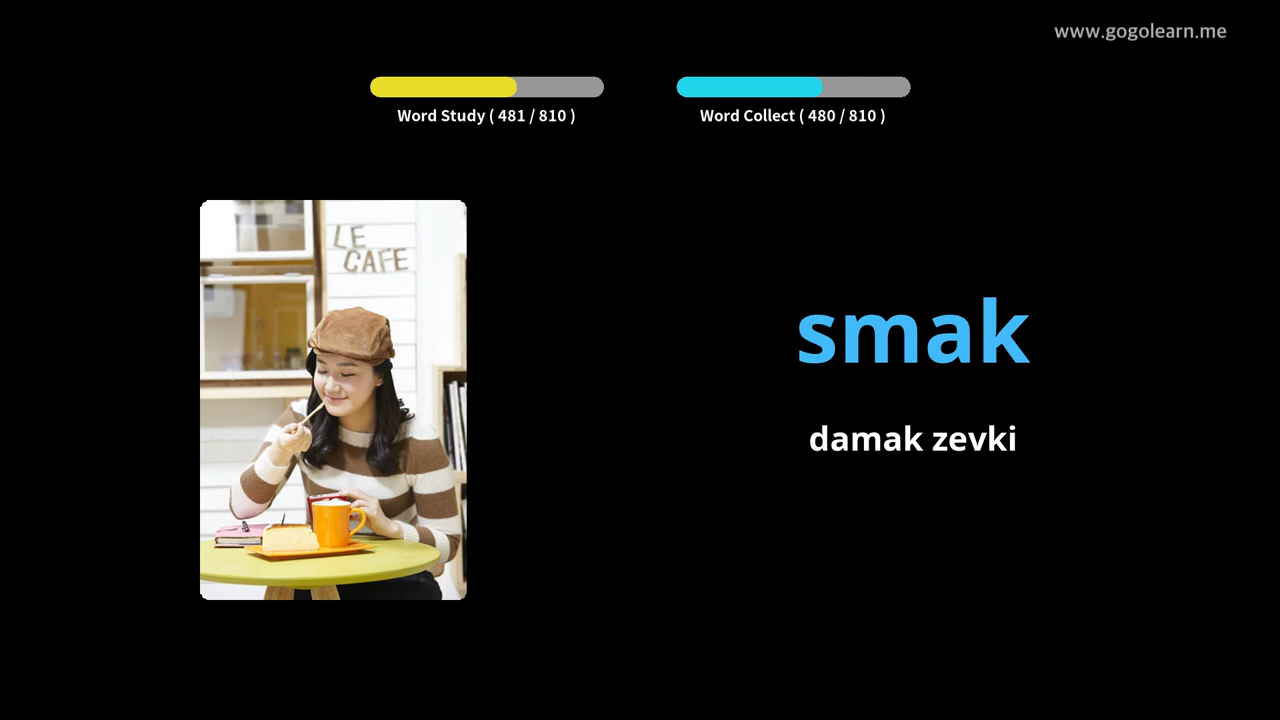 www.gogolearn.me
Word Study ( 481 / 810 )
Word Collect ( 480 / 810 )
LE
CAFE
smak
damak zevki